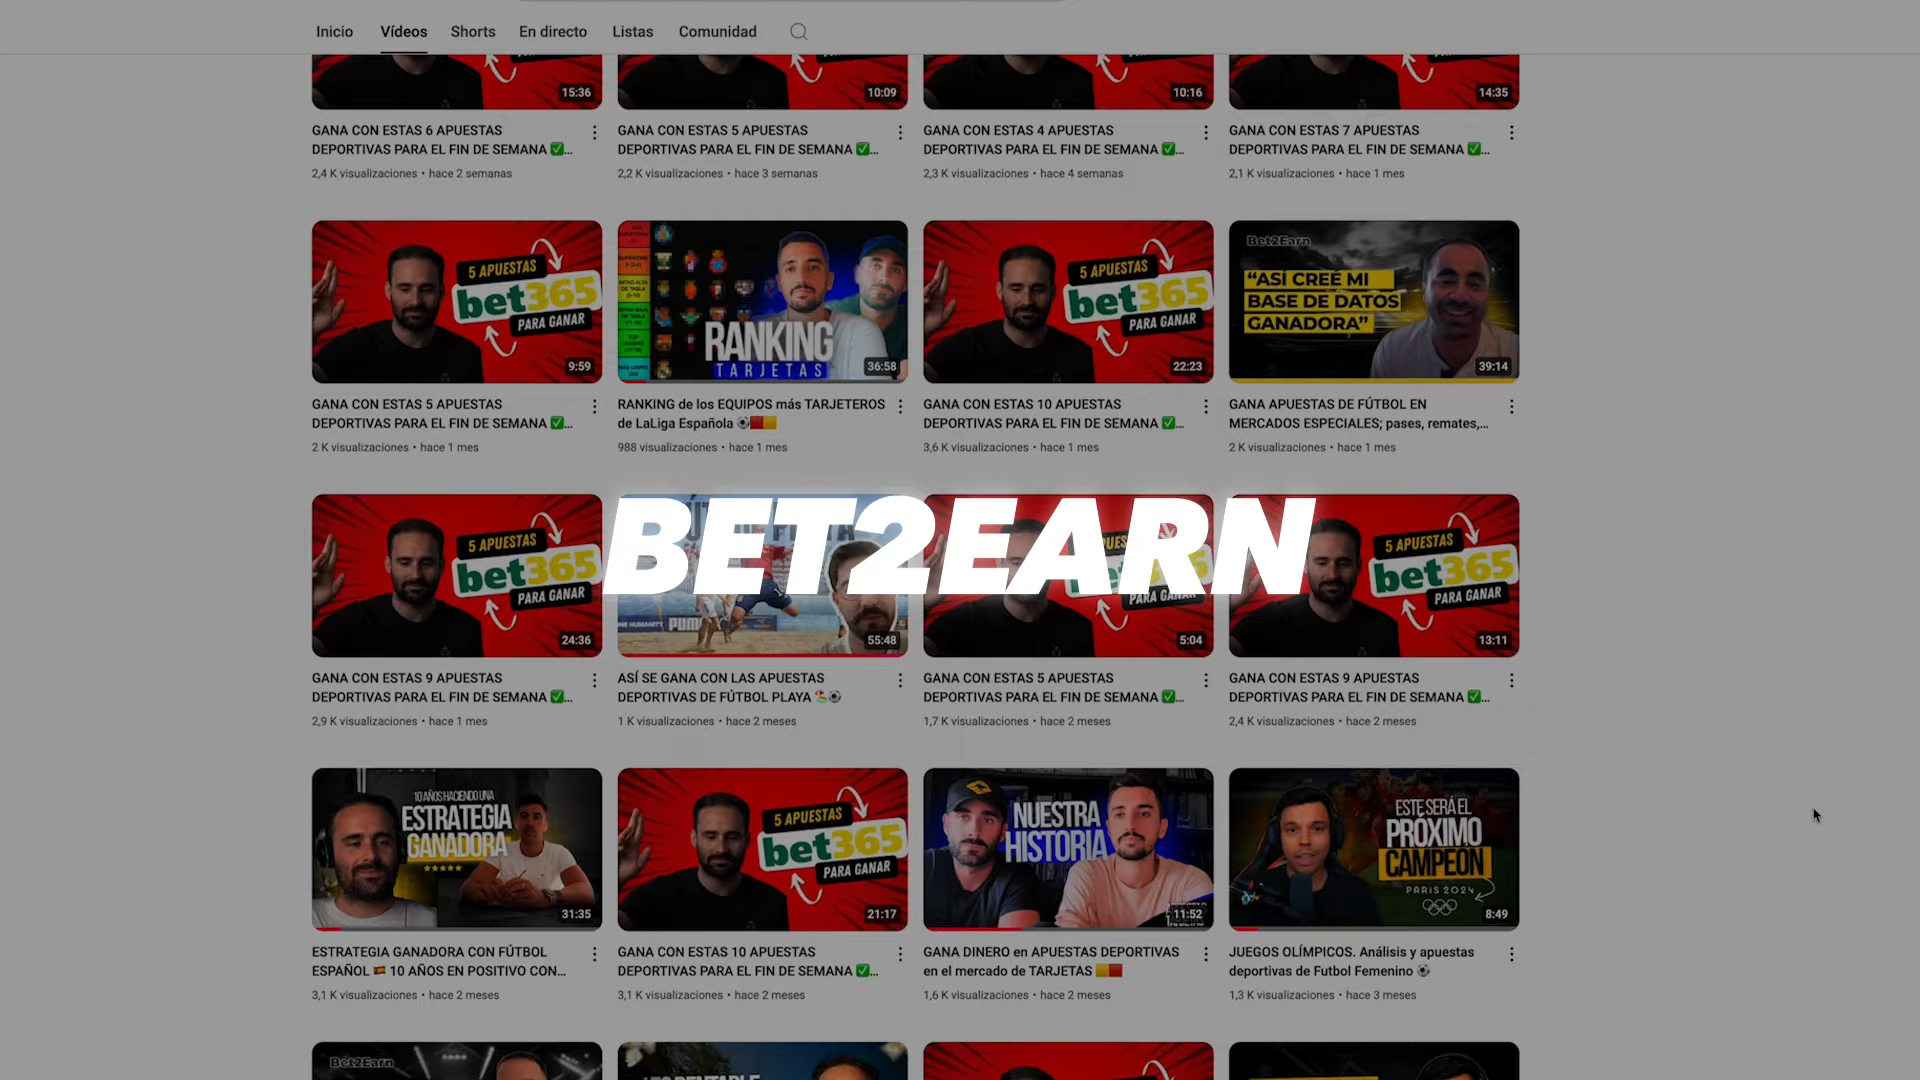 Inicio Vídeos Shorts En directo Listas Comunidad
15:36 10:09 10:16 14:35
GANA CON ESTAS 6 APUESTAS
DEPORTIVAS PARA EL FIN DE SEMANA ✅...
2,4 K visualizaciones • hace 2 semanas
GANA CON ESTAS 5 APUESTAS
DEPORTIVAS PARA EL FIN DE SEMANA ✅...
2,2 K visualizaciones • hace 3 semanas
GANA CON ESTAS 4 APUESTAS
DEPORTIVAS PARA EL FIN DE SEMANA ✅...
2,3 K visualizaciones • hace 4 semanas
GANA CON ESTAS 7 APUESTAS
DEPORTIVAS PARA EL FIN DE SEMANA ✅...
2,1 K visualizaciones • hace 1 mes
5 APUESTAS
bet365
PARA GANAR
9:59
GANA CON ESTAS 5 APUESTAS
DEPORTIVAS PARA EL FIN DE SEMANA ✅...
2 K visualizaciones • hace 1 mes
RANKING
TARJETAS
36:58
RANKING de los EQUIPOS más TARJETEROS
de LaLiga Española ⚽🟥🟨
988 visualizaciones • hace 1 mes
5 APUESTAS
bet365
PARA GANAR
22:23
GANA CON ESTAS 10 APUESTAS
DEPORTIVAS PARA EL FIN DE SEMANA ✅...
3,6 K visualizaciones • hace 1 mes
Bet2Earn
“ASÍ CREÉ MI
BASE DE DATOS
GANADORA”
39:14
GANA APUESTAS DE FÚTBOL EN
MERCADOS ESPECIALES; pases, remates,...
2 K visualizaciones • hace 1 mes
BET2EARN
5 APUESTAS
bet365
PARA GANAR
24:36
GANA CON ESTAS 9 APUESTAS
DEPORTIVAS PARA EL FIN DE SEMANA ✅...
2,9 K visualizaciones • hace 1 mes
PUMA
55:48
ASÍ SE GANA CON LAS APUESTAS
DEPORTIVAS DE FÚTBOL PLAYA 🏖️⚽
1 K visualizaciones • hace 2 meses
PARA GANAR
5:04
GANA CON ESTAS 5 APUESTAS
DEPORTIVAS PARA EL FIN DE SEMANA ✅...
1,7 K visualizaciones • hace 2 meses
5 APUESTAS
bet365
PARA GANAR
13:11
GANA CON ESTAS 9 APUESTAS
DEPORTIVAS PARA EL FIN DE SEMANA ✅...
2,4 K visualizaciones • hace 2 meses
10 AÑOS HACIENDO UNA
ESTRATEGIA
GANADORA
31:35
ESTRATEGIA GANADORA CON FÚTBOL
ESPAÑOL 🇪🇸 10 AÑOS EN POSITIVO CON...
3,1 K visualizaciones • hace 2 meses
5 APUESTAS
bet365
PARA GANAR
21:17
GANA CON ESTAS 10 APUESTAS
DEPORTIVAS PARA EL FIN DE SEMANA ✅...
3,1 K visualizaciones • hace 2 meses
NUESTRA
HISTORIA
11:52
GANA DINERO en APUESTAS DEPORTIVAS
en el mercado de TARJETAS 🟨🟥
1,6 K visualizaciones • hace 2 meses
ESTE SERÁ EL
PRÓXIMO
CAMPEÓN
PARIS 2024
8:49
JUEGOS OLÍMPICOS. Análisis y apuestas
deportivas de Futbol Femenino ⚽
1,3 K visualizaciones • hace 3 meses
Bet2Earn